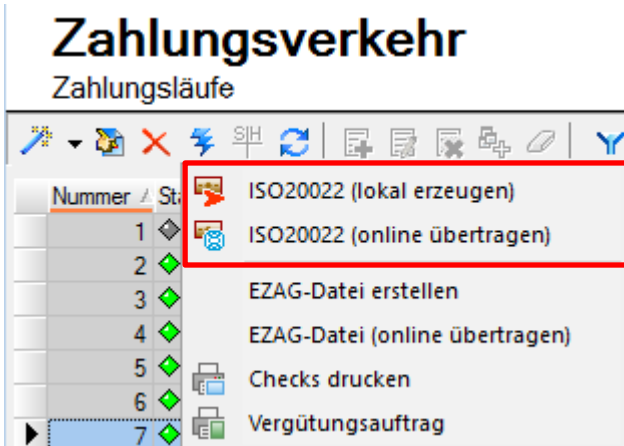 Zahlungsverkehr
Zahlungsläufe
S|H
Nummer
ISO20022 (lokal erzeugen)
1
ISO20022 (online übertragen)
2
3
EZAG-Datei erstellen
4
EZAG-Datei (online übertragen)
5
Checks drucken
6
7
Vergütungsauftrag